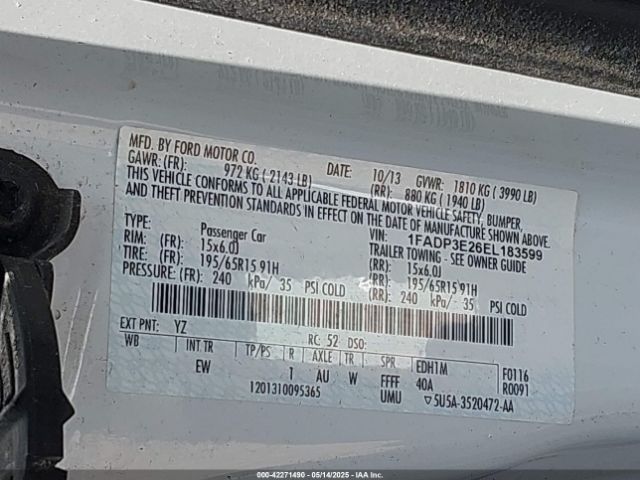 MFD. BY FORD MOTOR CO. DATE: 10/13 GVWR: 1810 KG ( 3990 LB)
GAWR: (FR): 972 KG ( 2143 LB) (RR): 880 KG ( 1940 LB)
THIS VEHICLE CONFORMS TO ALL APPLICABLE FEDERAL MOTOR VEHICLE SAFETY, BUMPER,
AND THEFT PREVENTION STANDARDS IN EFFECT ON THE DATE OF MANUFACTURE SHOWN ABOVE.
VIN: 1FADP3E26EL183599
TYPE: Passenger Car TRAILER TOWING - SEE OWNER GUIDE
RIM: (FR): 15x6.0J (RR): 15x6.0J
TIRE: (FR): 195/65R15 91H (RR): 195/65R15 91H
PRESSURE: (FR): 240 kPa/ 35 PSI COLD (RR): 240 kPa/ 35 PSI COLD
EXT PNT: YZ RC: 52 DSO:
WB INT TR TP/PS R AXLE TR SPR EDH1M F0116
EW 1 AU W FFFF 40A R0091
1201310095365 UMU 5U5A-3520472-AA
000-42271490 - 05/14/2025 - IAAI.COM